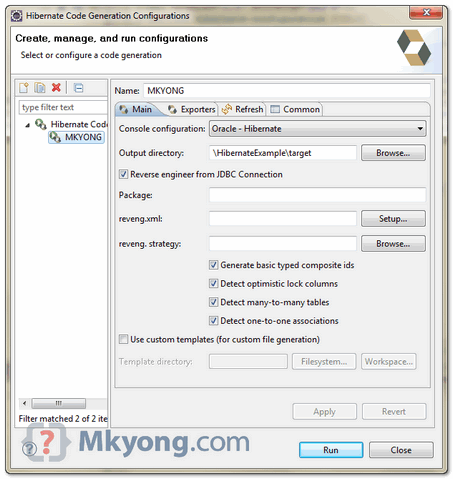 Hibernate Code Generation Configurations
Create, manage, and run configurations
Select or configure a code generation
type filter text
Hibernate Cod
MKYONG
Filter matched 2 of 2 ite
Name: MKYONG
Main Exporters Refresh Common
Console configuration: Oracle - Hibernate
Output directory: \HibernateExample\target Browse...
Reverse engineer from JDBC Connection
Package:
reveng.xml: Setup...
reveng. strategy: Browse...
Generate basic typed composite ids
Detect optimistic lock columns
Detect many-to-many tables
Detect one-to-one associations
Use custom templates (for custom file generation)
Template directory: Filesystem... Workspace...
Apply Revert
{?} Mkyong.com
? Run Close